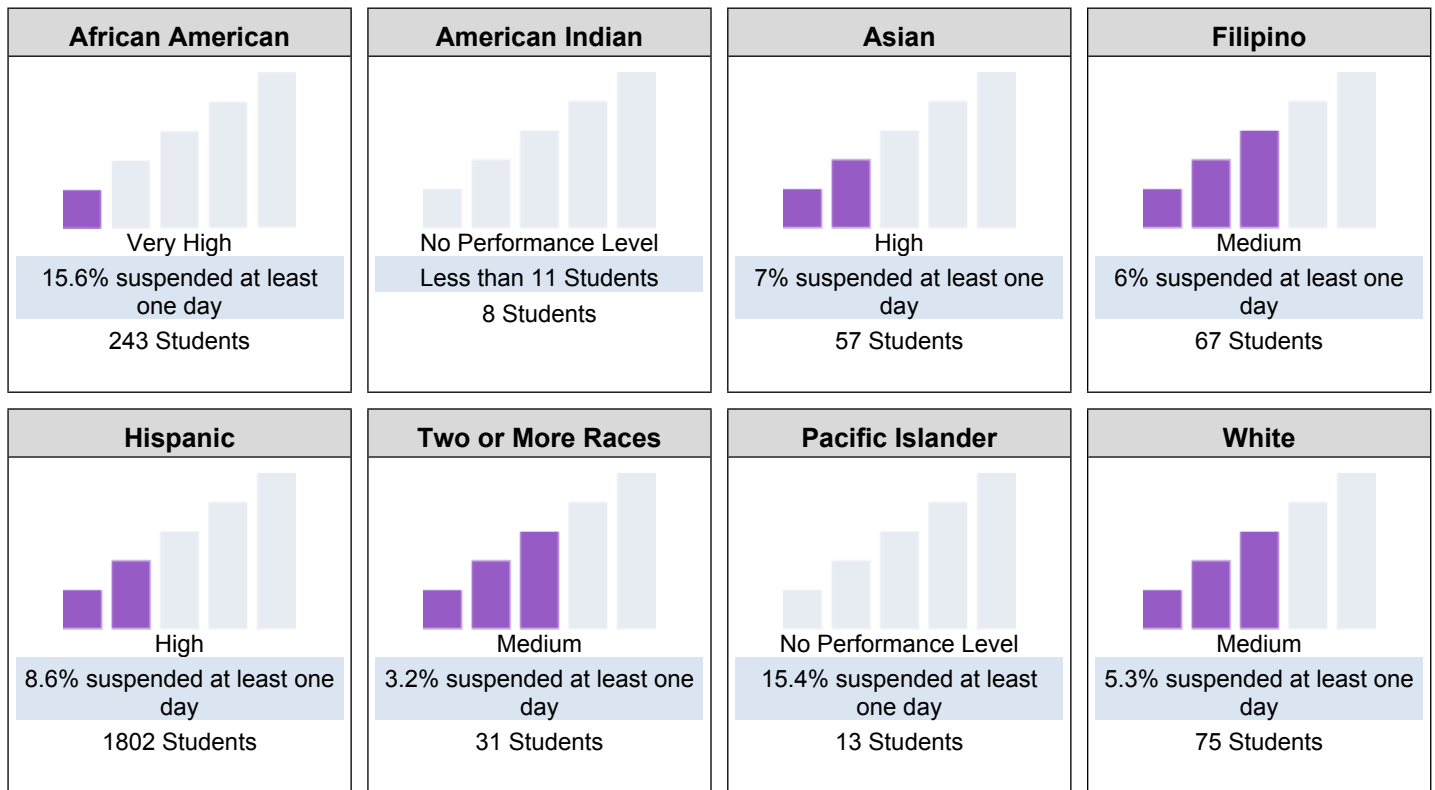 African American
Very High
15.6% suspended at least
one day
243 Students
American Indian
No Performance Level
Less than 11 Students
8 Students
Asian
High
7% suspended at least one
day
57 Students
Filipino
Medium
6% suspended at least one
day
67 Students
Hispanic
High
8.6% suspended at least one
day
1802 Students
Two or More Races
Medium
3.2% suspended at least one
day
31 Students
Pacific Islander
No Performance Level
15.4% suspended at least
one day
13 Students
White
Medium
5.3% suspended at least one
day
75 Students